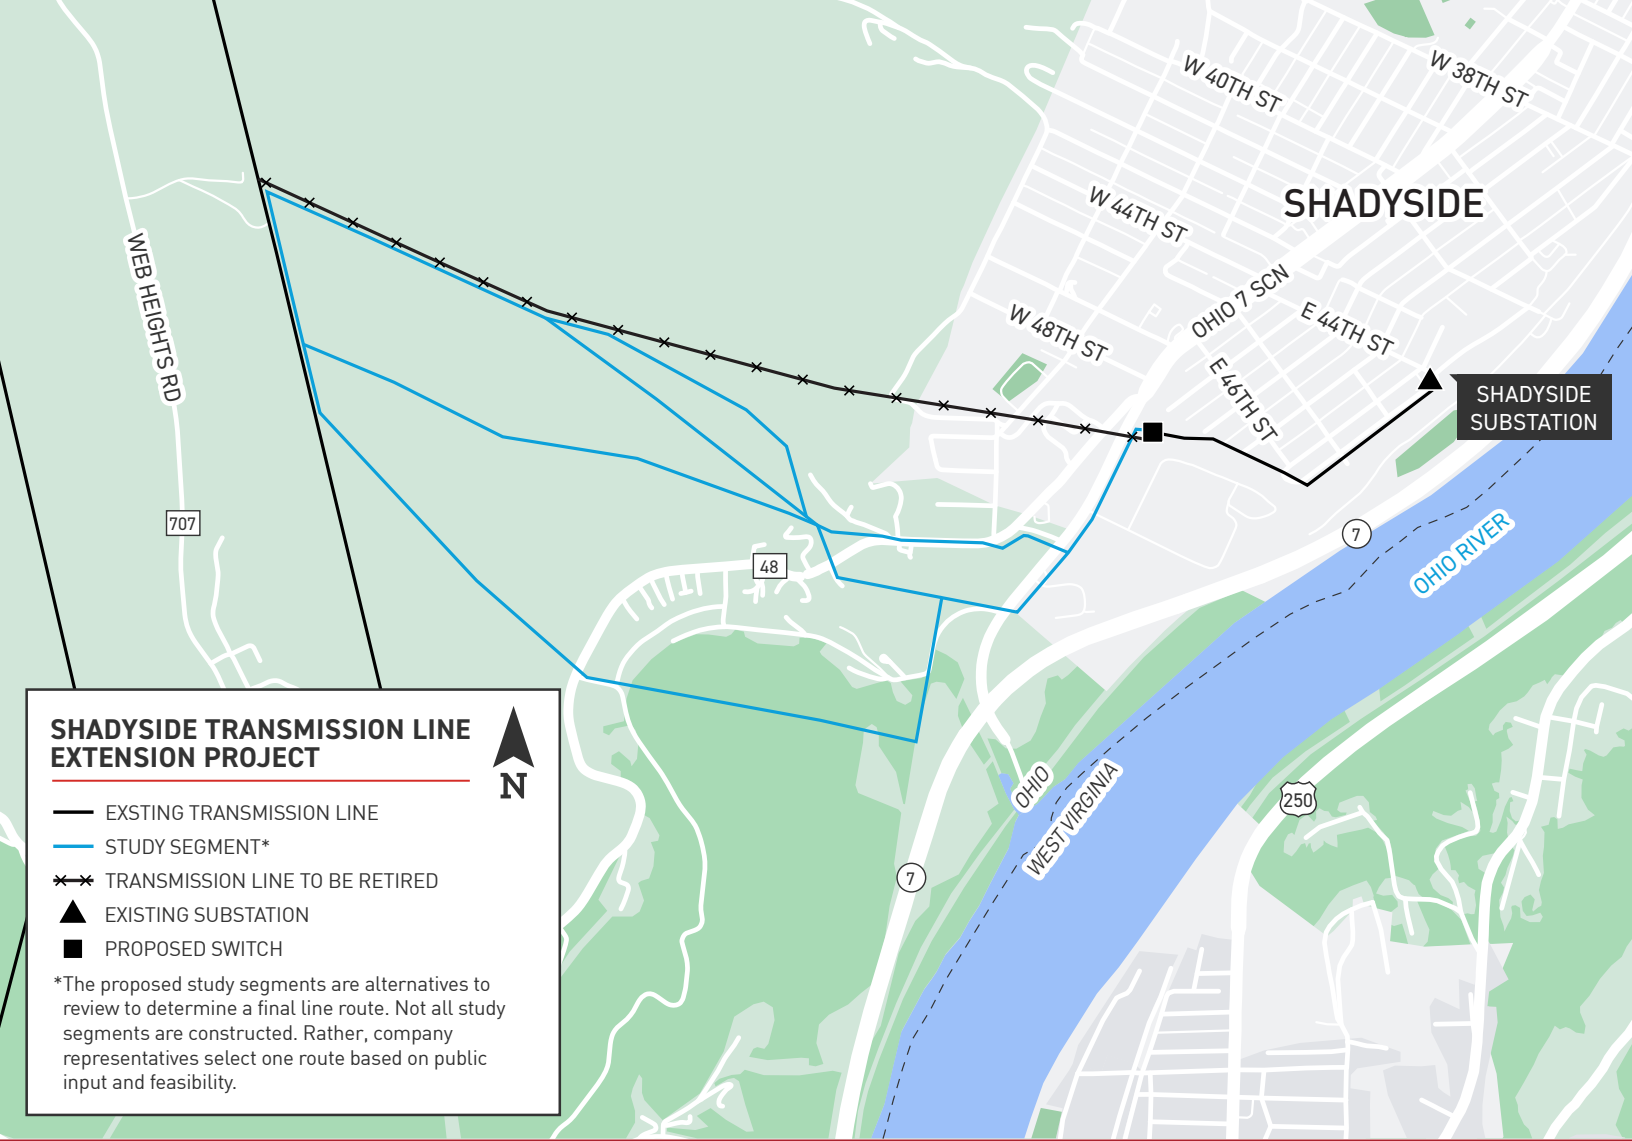 W 40TH ST
W 38TH ST
W 44TH ST
SHADYSIDE
OHIO 7 SCN
E 44TH ST
W 48TH ST
E 46TH ST
WEB HEIGHTS RD
SHADYSIDE
SUBSTATION
707
7
OHIO RIVER
48
OHIO
WEST VIRGINIA
250
7
SHADYSIDE TRANSMISSION LINE
EXTENSION PROJECT
N
EXSTING TRANSMISSION LINE
STUDY SEGMENT*
TRANSMISSION LINE TO BE RETIRED
EXISTING SUBSTATION
PROPOSED SWITCH
*The proposed study segments are alternatives to
review to determine a final line route. Not all study
segments are constructed. Rather, company
representatives select one route based on public
input and feasibility.